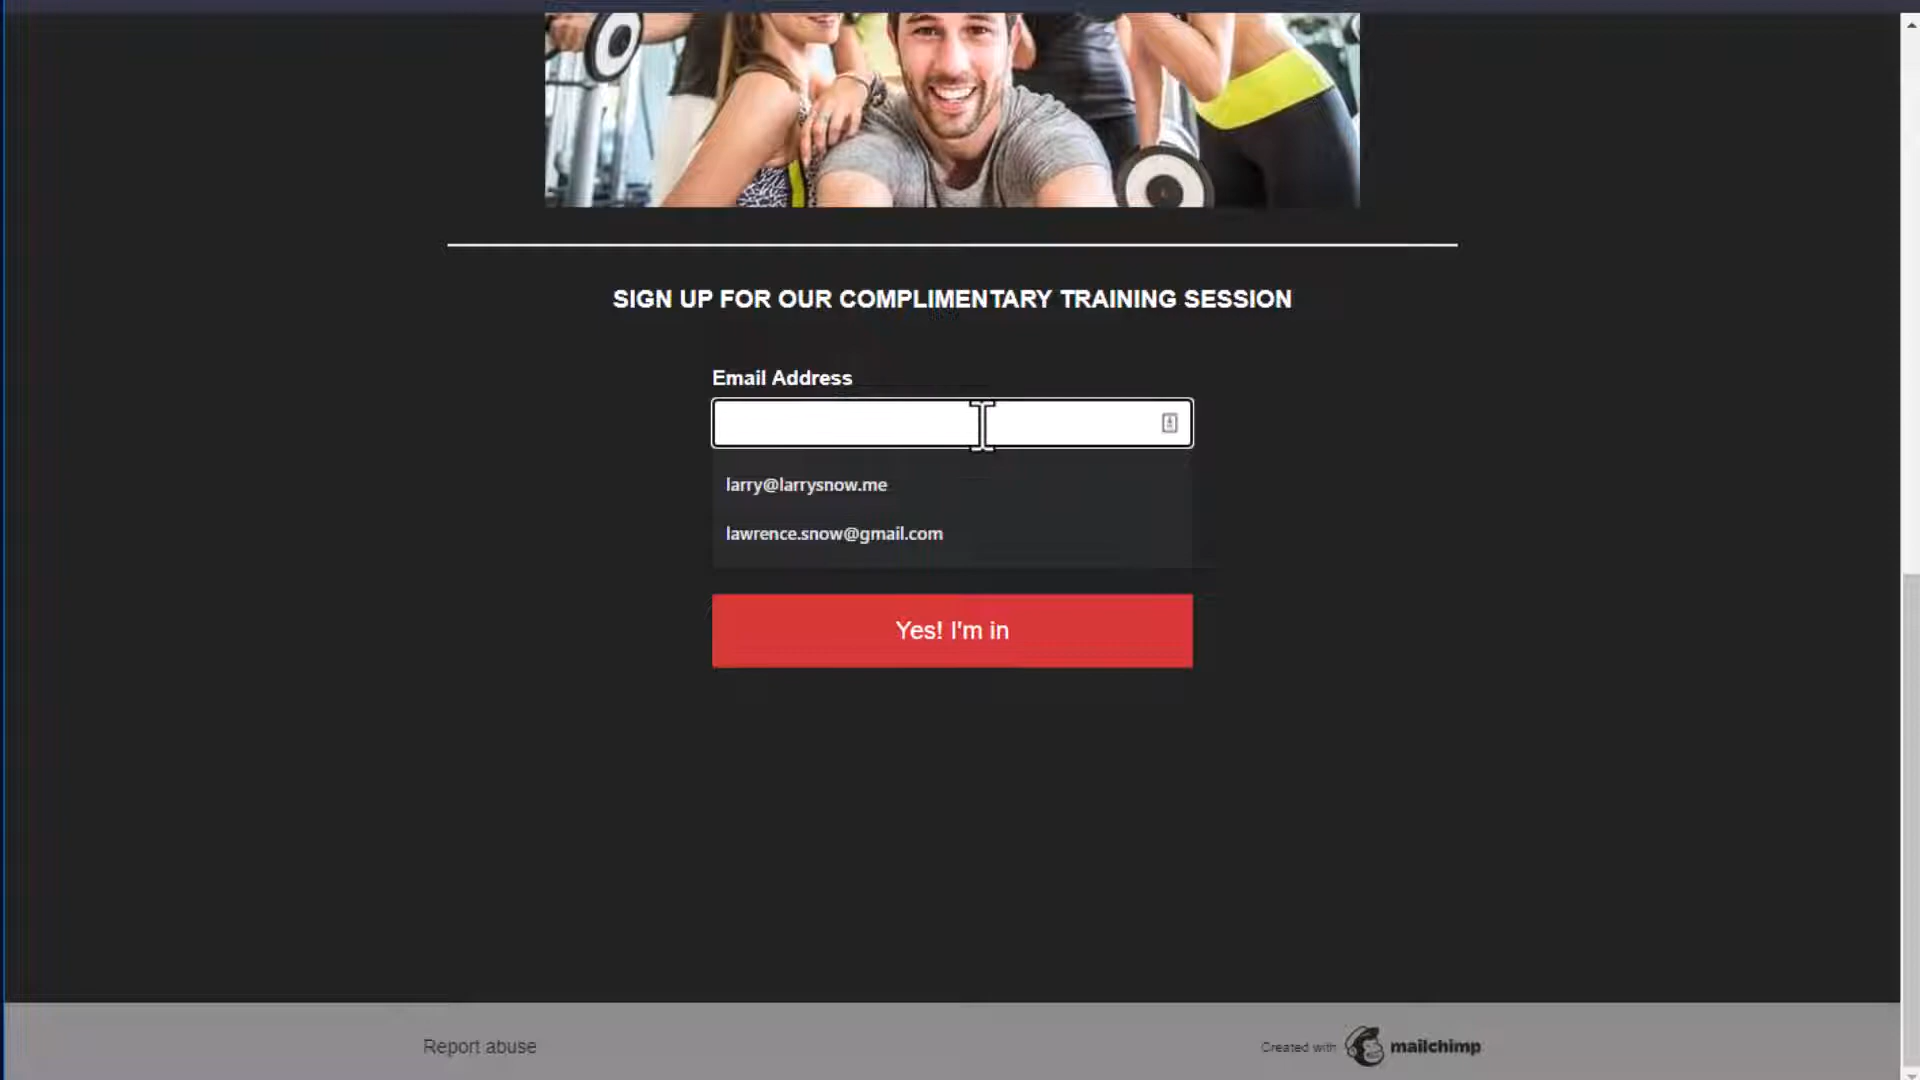 SIGN UP FOR OUR COMPLIMENTARY TRAINING SESSION
Email Address
larry@larrysnow.me
lawrence.snow@gmail.com
Yes! I'm in
Report abuse
Created with mailchimp